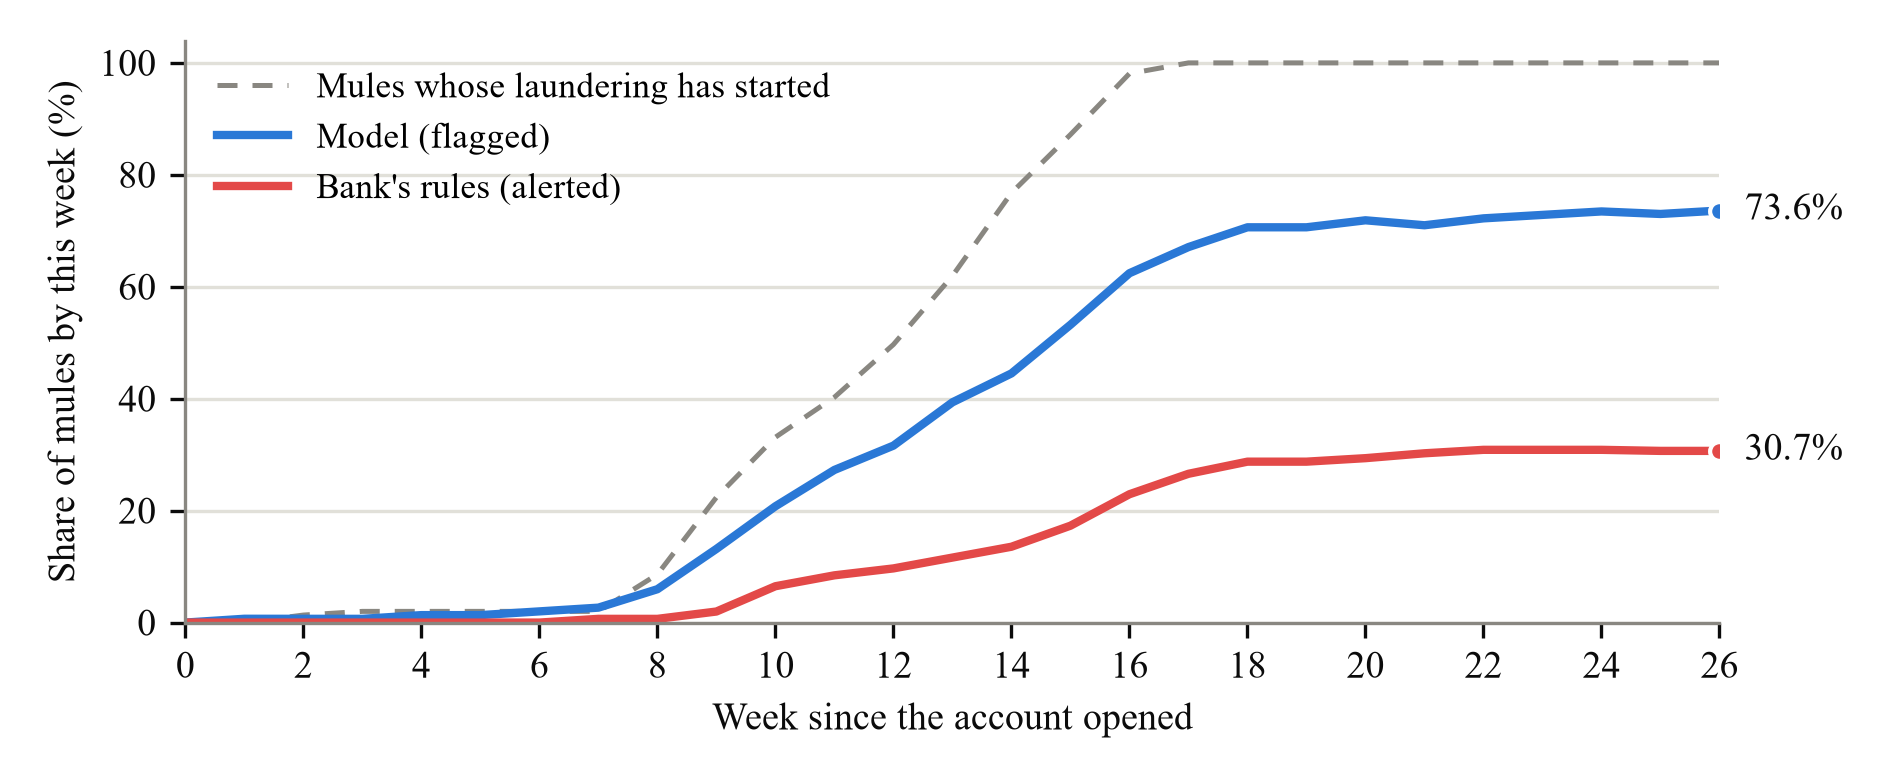 Share of mules by this week (%)
100
80
60
40
20
0
Mules whose laundering has started
Model (flagged)
Bank's rules (alerted)
73.6%
30.7%
0 2 4 6 8 10 12 14 16 18 20 22 24 26
Week since the account opened